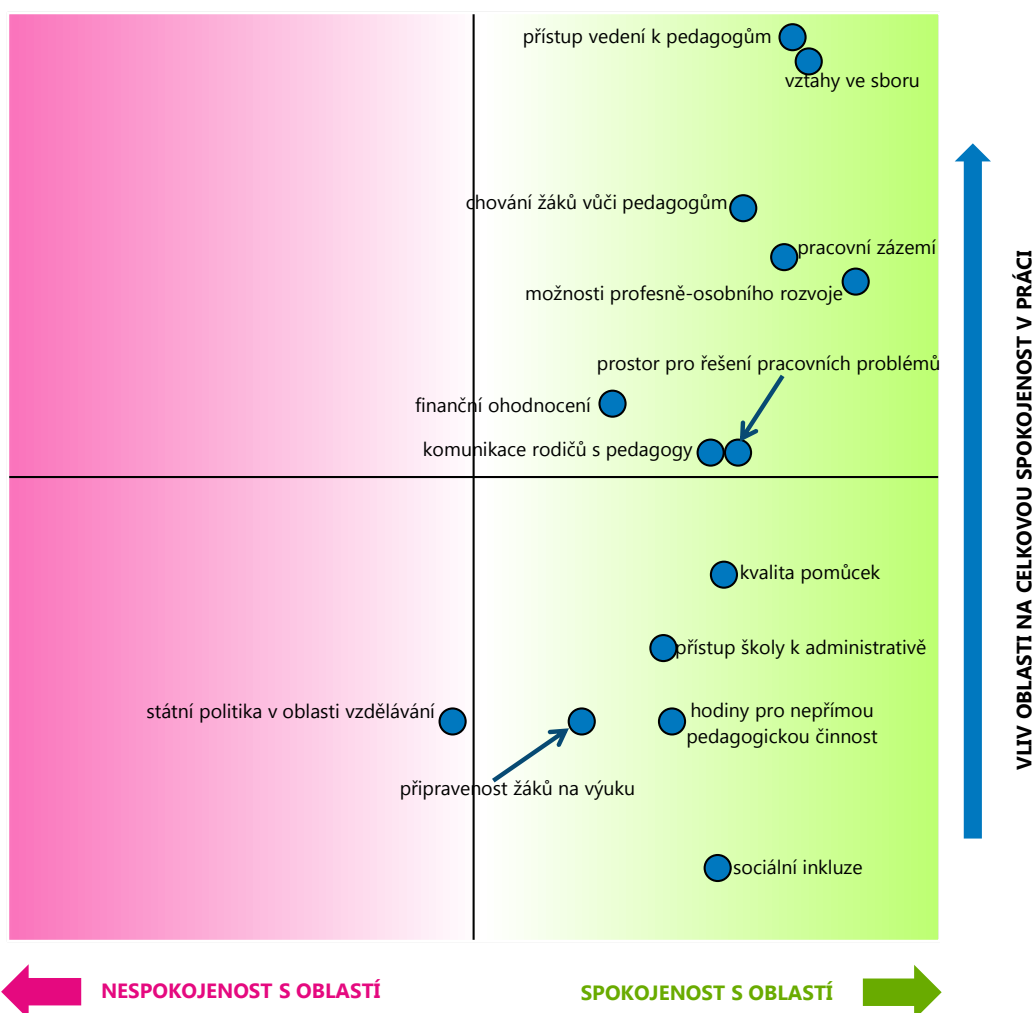 přístup vedení k pedagogům
vztahy ve sboru
chování žáků vůči pedagogům
pracovní zázemí
možnosti profesně-osobního rozvoje
prostor pro řešení pracovních problémů
finanční ohodnocení
komunikace rodičů s pedagogy
kvalita pomůcek
přístup školy k administrativě
státní politika v oblasti vzdělávání
hodiny pro nepřímou
pedagogickou činnost
připravenost žáků na výuku
sociální inkluze
VLIV OBLASTI NA CELKOVOU SPOKOJENOST V PRÁCI
NESPOKOJENOST S OBLASTÍ
SPOKOJENOST S OBLASTÍ